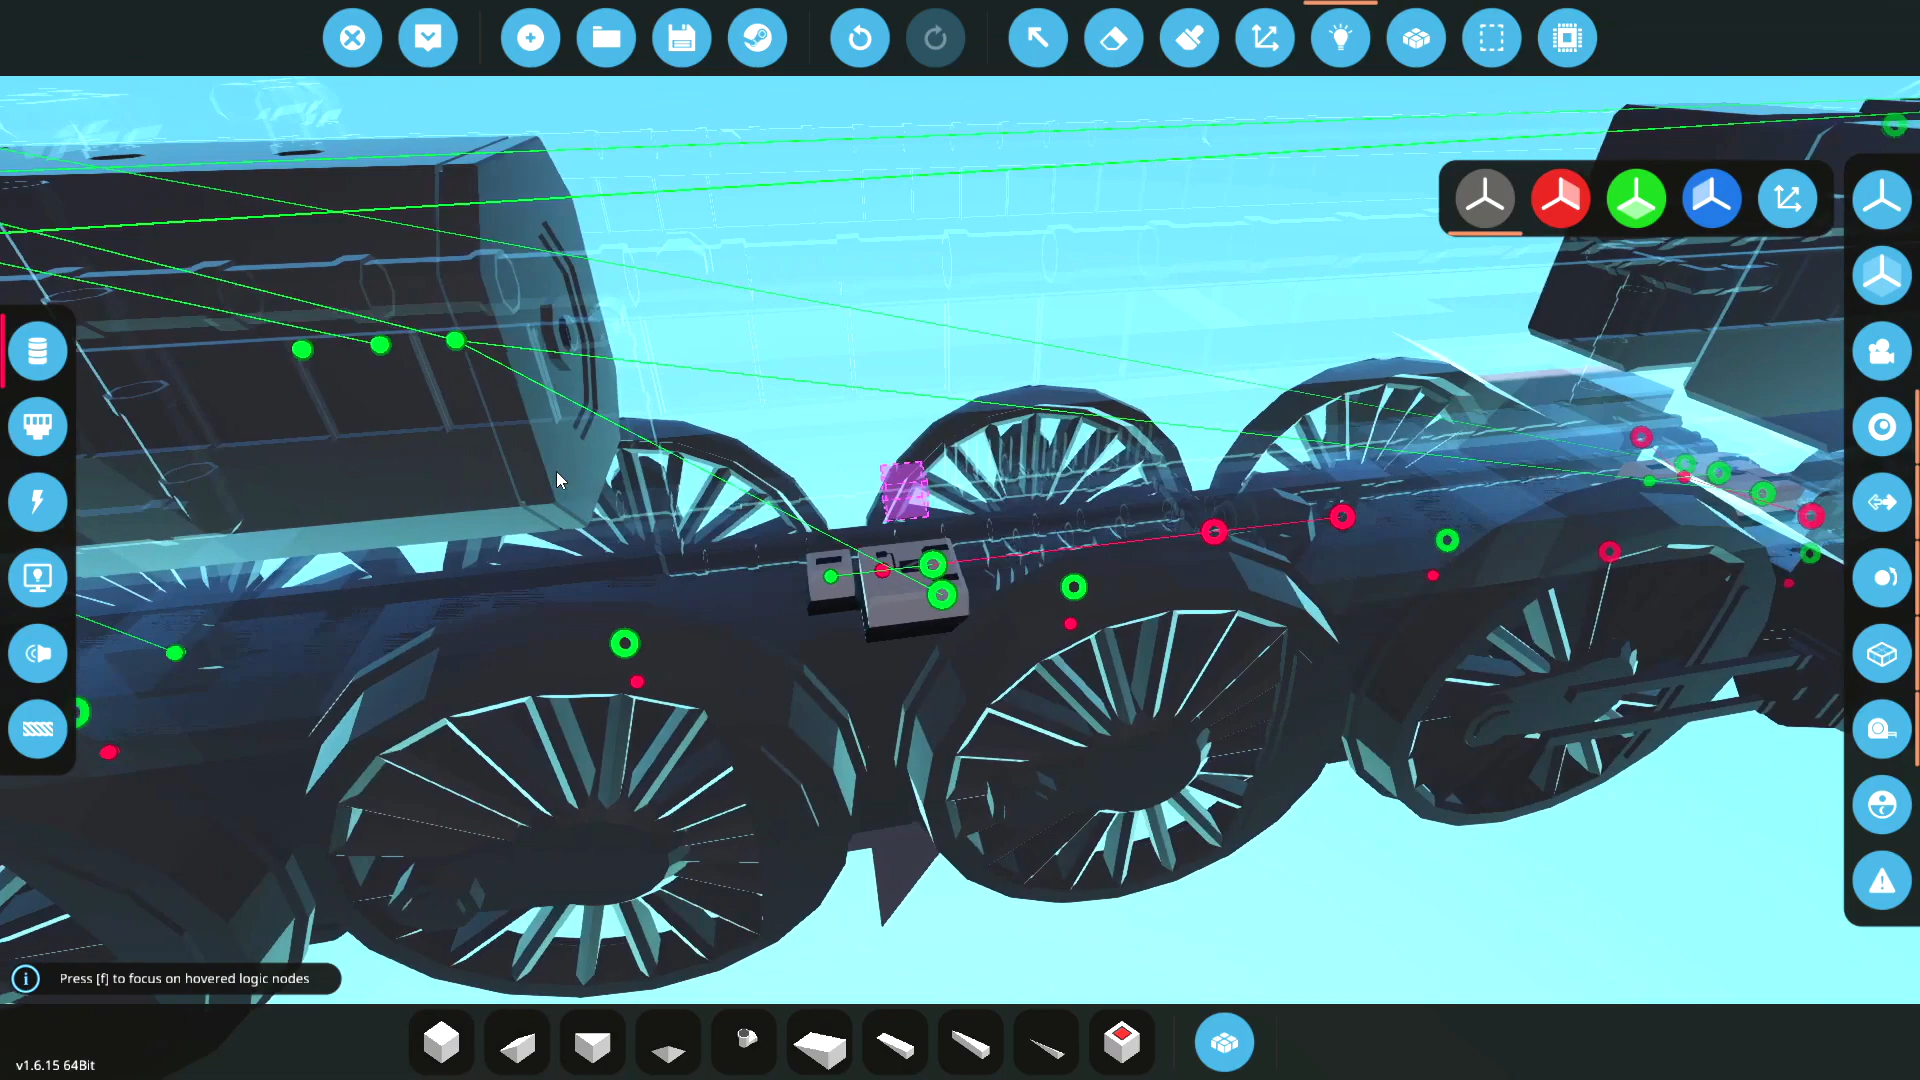 Press [f] to focus on hovered logic nodes
v1.6.15 64Bit